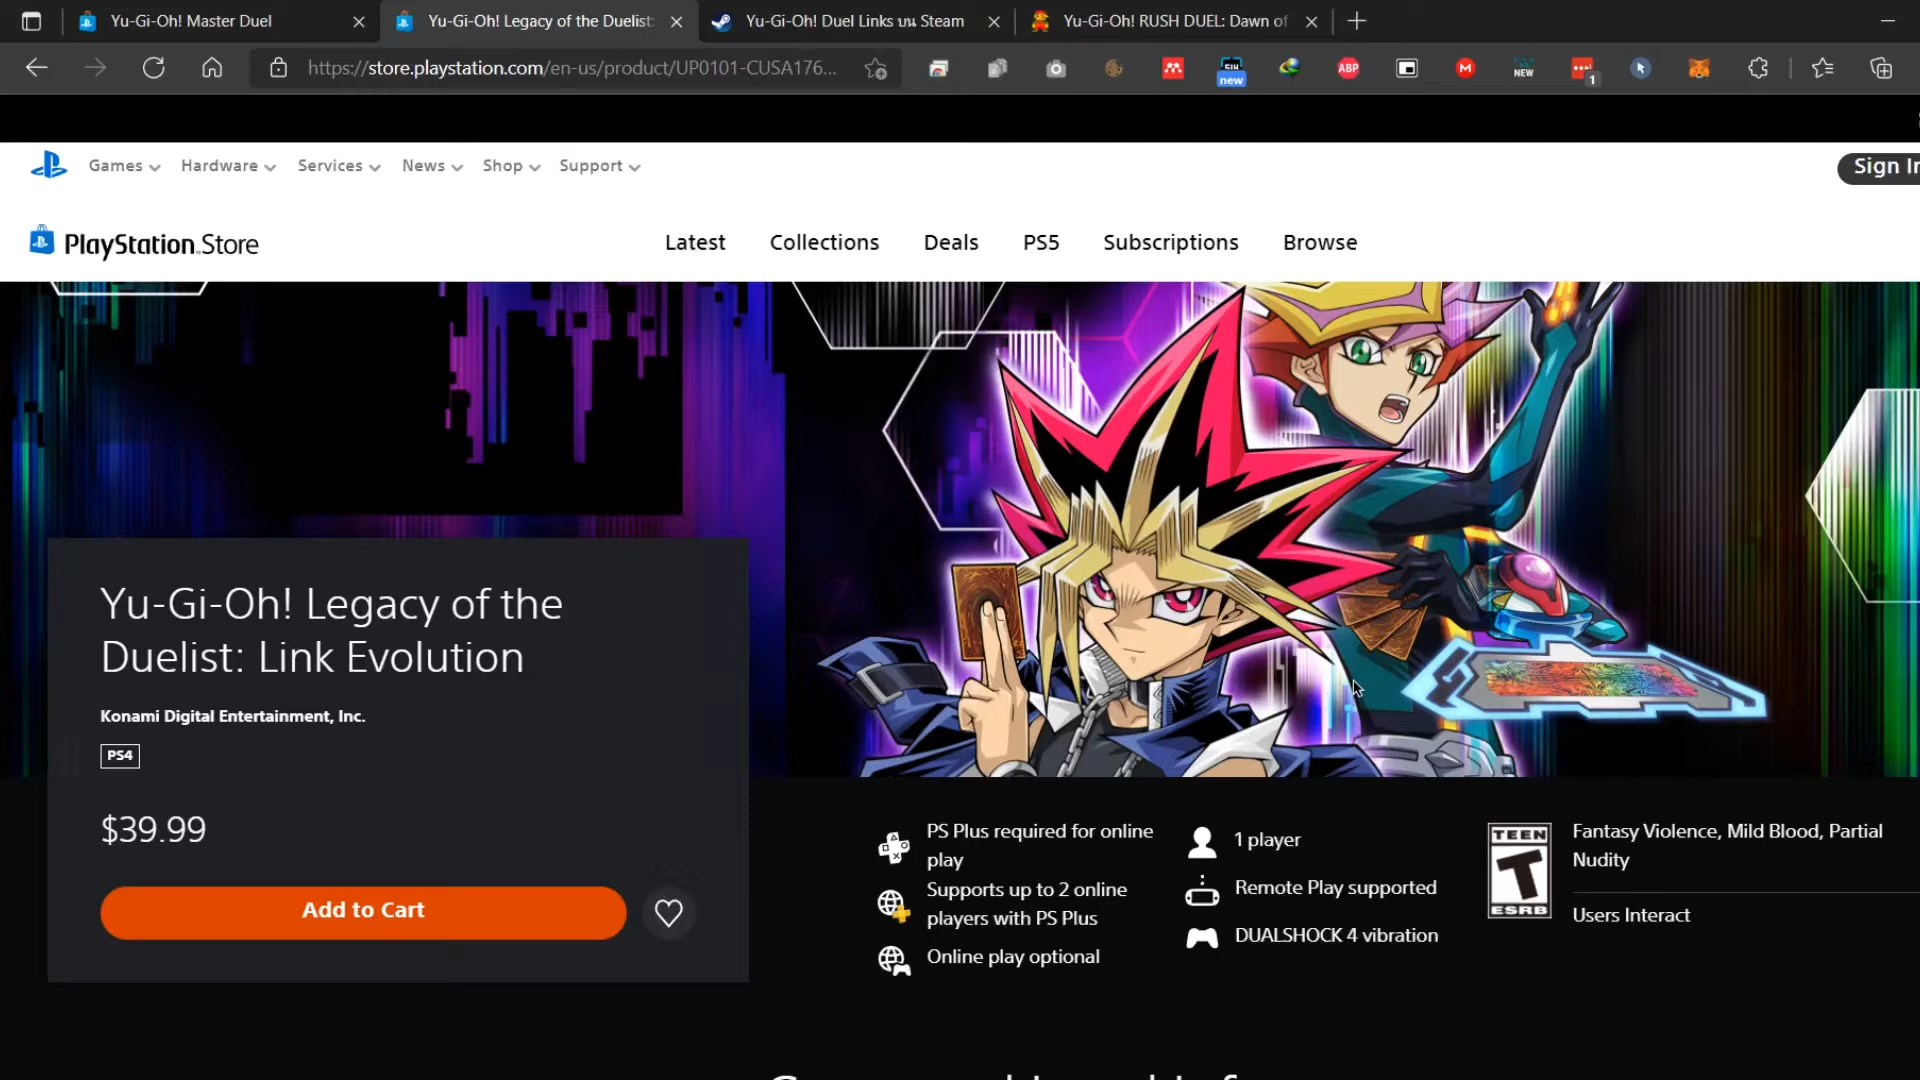 Yu-Gi-Oh! Master Duel
Yu-Gi-Oh! Legacy of the Duelist:
Yu-Gi-Oh! Duel Links บน Steam
Yu-Gi-Oh! RUSH DUEL: Dawn of
https://store.playstation.com/en-us/product/UP0101-CUSA176...
new
ABP
M
NEW
1
Games
Hardware
Services
News
Shop
Support
Sign In
PlayStation Store
Latest
Collections
Deals
PS5
Subscriptions
Browse
Yu-Gi-Oh! Legacy of the
Duelist: Link Evolution
Konami Digital Entertainment, Inc.
PS4
$39.99
Add to Cart
PS Plus required for online
play
Supports up to 2 online
players with PS Plus
Online play optional
1 player
Remote Play supported
DUALSHOCK 4 vibration
TEEN
T
ESRB
Fantasy Violence, Mild Blood, Partial
Nudity
Users Interact